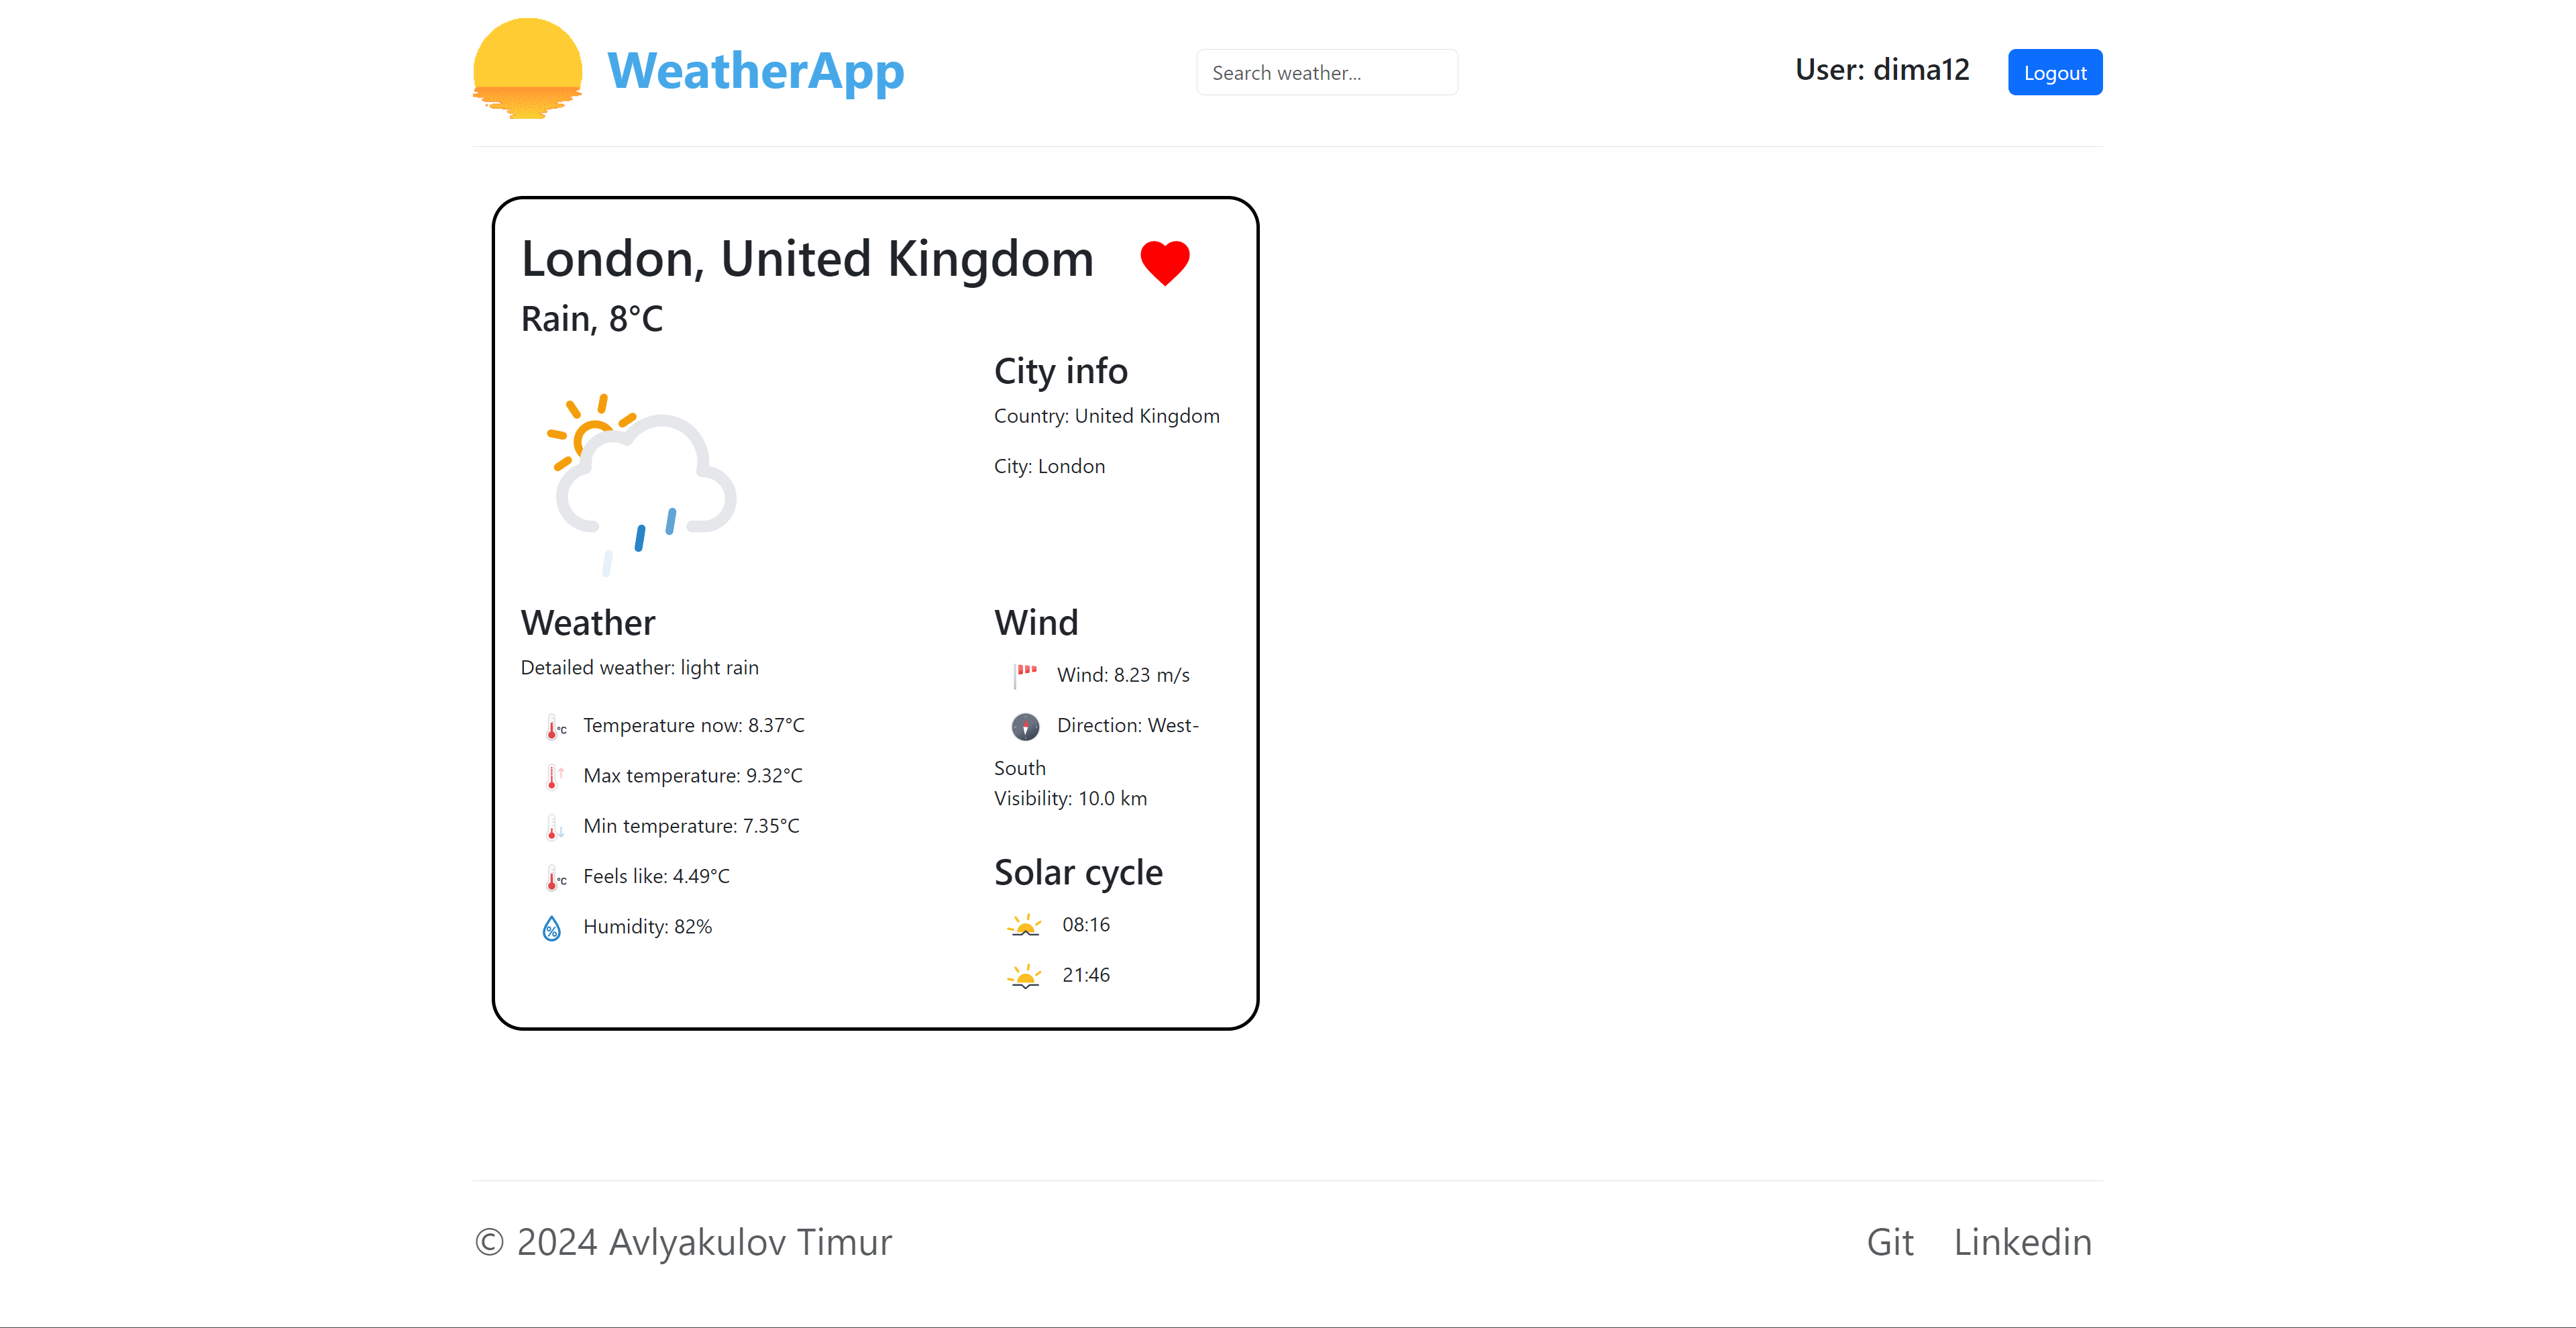 WeatherApp
Search weather...
User: dima12
Logout
London, United Kingdom
Rain, 8°C
City info
Country: United Kingdom
City: London
Weather
Detailed weather: light rain
°C Temperature now: 8.37°C
Max temperature: 9.32°C
Min temperature: 7.35°C
°C Feels like: 4.49°C
% Humidity: 82%
Wind
Wind: 8.23 m/s
Direction: West-
South
Visibility: 10.0 km
Solar cycle
08:16
21:46
© 2024 Avlyakulov Timur
Git
Linkedin